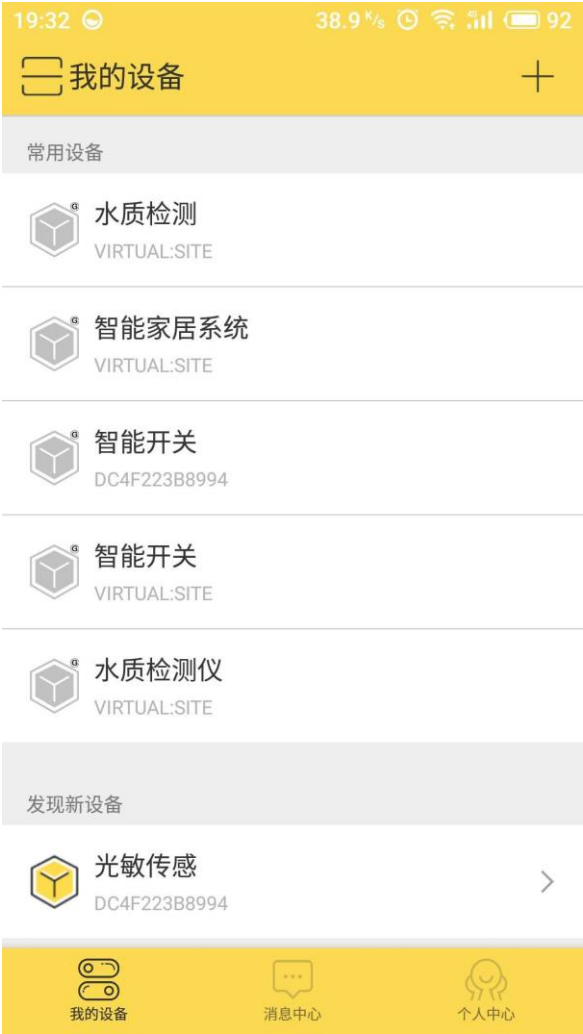 19:32 38.9 K/s 4G 92
我的设备
常用设备
G
水质检测
VIRTUAL:SITE
G
智能家居系统
VIRTUAL:SITE
G
智能开关
DC4F223B8994
G
智能开关
VIRTUAL:SITE
G
水质检测仪
VIRTUAL:SITE
发现新设备
光敏传感
DC4F223B8994
我的设备 消息中心 个人中心